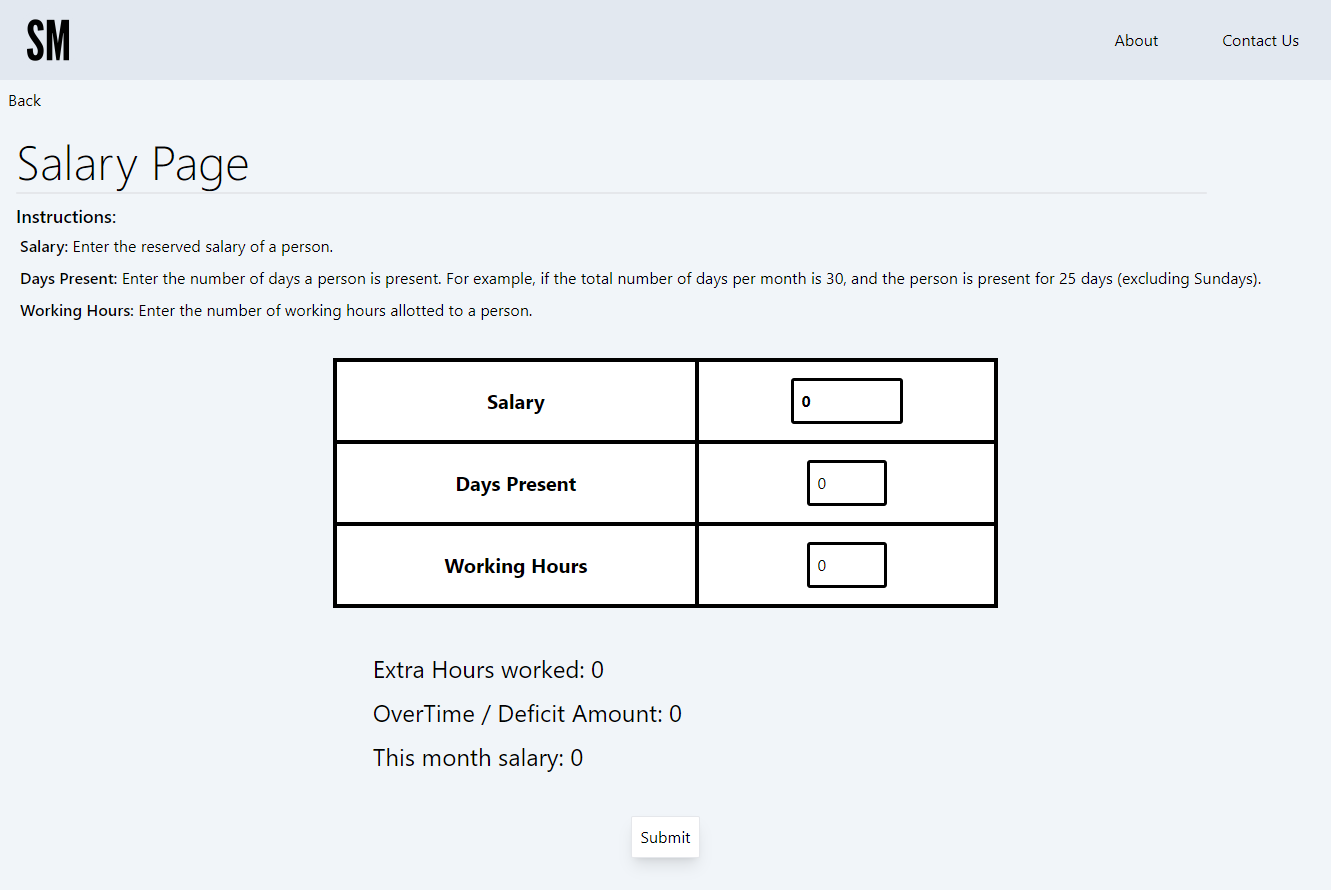 SM
About
Contact Us
Back
Salary Page
Instructions:
Salary: Enter the reserved salary of a person.
Days Present: Enter the number of days a person is present. For example, if the total number of days per month is 30, and the person is present for 25 days (excluding Sundays).
Working Hours: Enter the number of working hours allotted to a person.
Salary 0
Days Present 0
Working Hours 0
Extra Hours worked: 0
OverTime / Deficit Amount: 0
This month salary: 0
Submit